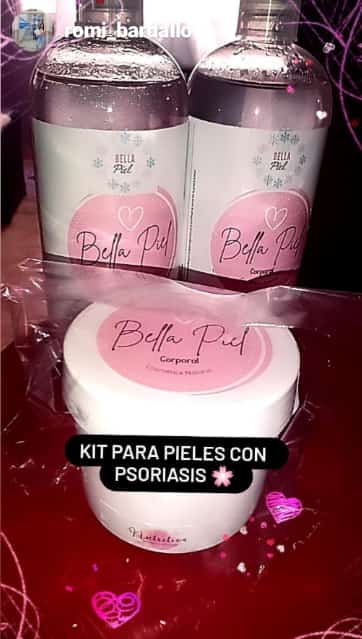 romi_bardallo
BELLA
Piel
BELLA
Piel
Bella Piel
Bella Piel
Corporal
Bella Piel
Corporal
Cosmética Natural
KIT PARA PIELES CON
PSORIASIS